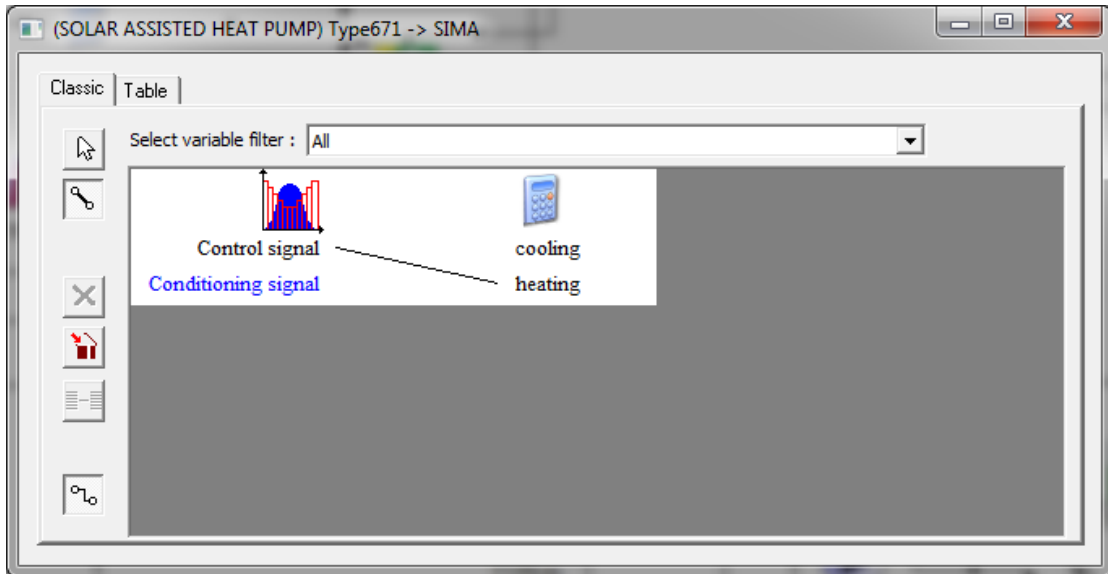 (SOLAR ASSISTED HEAT PUMP) Type671 -> SIMA
Classic Table
Select variable filter : All
Control signal cooling
Conditioning signal heating